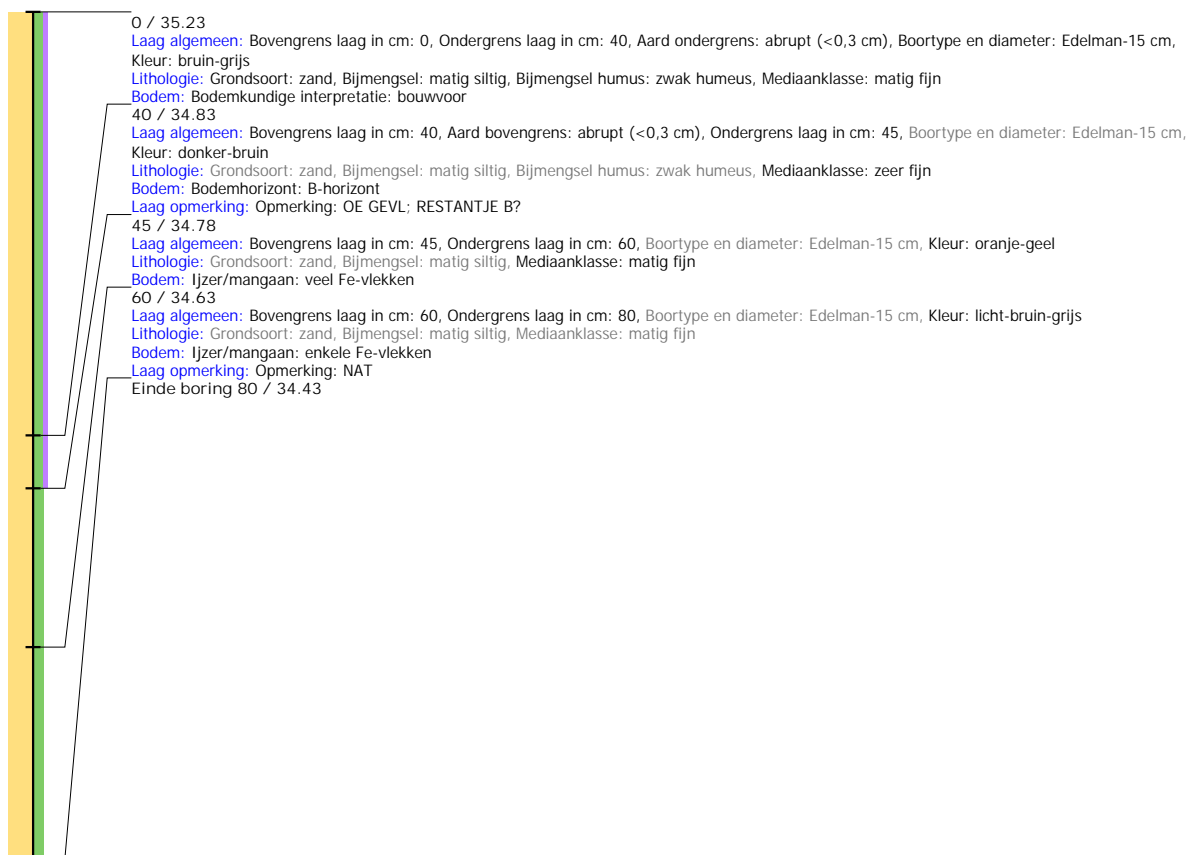 0 / 35.23
Laag algemeen: Bovengrens laag in cm: 0, Ondergrens laag in cm: 40, Aard ondergrens: abrupt (<0,3 cm), Boortype en diameter: Edelman-15 cm,
Kleur: bruin-grijs
Lithologie: Grondsoort: zand, Bijmengsel: matig siltig, Bijmengsel humus: zwak humeus, Mediaanklasse: matig fijn
Bodem: Bodemkundige interpretatie: bouwvoor
40 / 34.83
Laag algemeen: Bovengrens laag in cm: 40, Aard bovengrens: abrupt (<0,3 cm), Ondergrens laag in cm: 45, Boortype en diameter: Edelman-15 cm,
Kleur: donker-bruin
Lithologie: Grondsoort: zand, Bijmengsel: matig siltig, Bijmengsel humus: zwak humeus, Mediaanklasse: zeer fijn
Bodem: Bodemhorizont: B-horizont
Laag opmerking: Opmerking: OE GEVL; RESTANTJE B?
45 / 34.78
Laag algemeen: Bovengrens laag in cm: 45, Ondergrens laag in cm: 60, Boortype en diameter: Edelman-15 cm, Kleur: oranje-geel
Lithologie: Grondsoort: zand, Bijmengsel: matig siltig, Mediaanklasse: matig fijn
Bodem: Ijzer/mangaan: veel Fe-vlekken
60 / 34.63
Laag algemeen: Bovengrens laag in cm: 60, Ondergrens laag in cm: 80, Boortype en diameter: Edelman-15 cm, Kleur: licht-bruin-grijs
Lithologie: Grondsoort: zand, Bijmengsel: matig siltig, Mediaanklasse: matig fijn
Bodem: Ijzer/mangaan: enkele Fe-vlekken
Laag opmerking: Opmerking: NAT
Einde boring 80 / 34.43